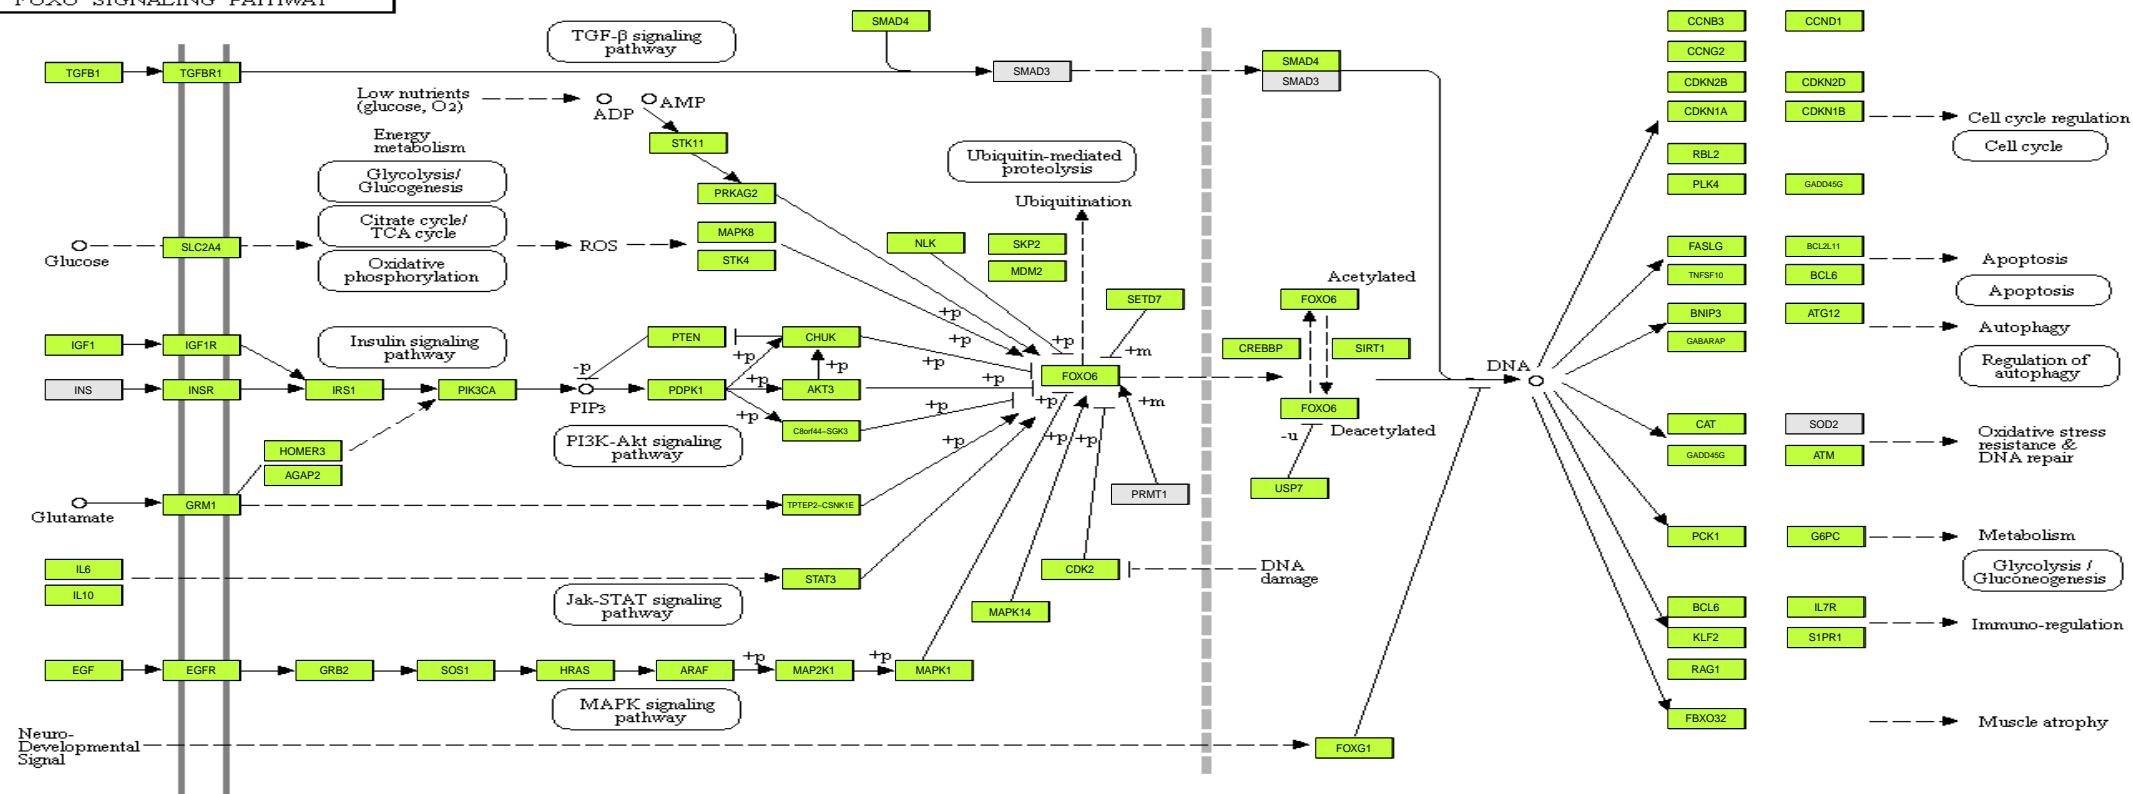 FOXO SIGNALING PATHWAY
SMAD4
TGF-β signaling
pathway
TGFB1
TGFBR1
SMAD3
SMAD4
SMAD3
Low nutrients
(glucose, O2)
ADP
AMP
STK11
Energy
metabolism
Glycolysis/
Glucogenesis
Citrate cycle/
TCA cycle
Oxidative
phosphorylation
PRKAG2
Ubiquitin-mediated
proteolysis
Ubiquitination
Glucose
SLC2A4
ROS
MAPK8
STK4
NLK
SKP2
MDM2
SETD7
+p
+p
+p
+m
IGF1
IGF1R
Insulin signaling
pathway
PTEN
CHUK
-p
+p
+p
+p
+p
INS
INSR
IRS1
PIK3CA
PIP3
PDPK1
AKT3
FOXO6
+p
+p
+p
+p
+m
C8orf44-SGK3
PI3K-Akt signaling
pathway
+p
+p
+p
HOMER3
AGAP2
Glutamate
GRM1
TPTEP2-CSNK1E
PRMT1
IL6
IL10
STAT3
Jak-STAT signaling
pathway
CDK2
DNA
damage
MAPK14
EGF
EGFR
GRB2
SOS1
HRAS
ARAF
+p
MAP2K1
+p
MAPK1
MAPK signaling
pathway
Neuro-
Developmental
Signal
FOXG1
Acetylated
FOXO6
CREBBP
SIRT1
FOXO6
Deacetylated
-u
USP7
DNA
CCNB3
CCND1
CCNG2
CDKN2B
CDKN2D
CDKN1A
CDKN1B
Cell cycle regulation
Cell cycle
RBL2
PLK4
GADD45G
FASLG
BCL2L11
Apoptosis
TNFSF10
BCL6
Apoptosis
BNIP3
ATG12
Autophagy
GABARAP
Regulation of
autophagy
CAT
SOD2
Oxidative stress
resistance &
DNA repair
GADD45G
ATM
PCK1
G6PC
Metabolism
Glycolysis /
Gluconeogenesis
BCL6
IL7R
Immuno-regulation
KLF2
S1PR1
RAG1
FBXO32
Muscle atrophy